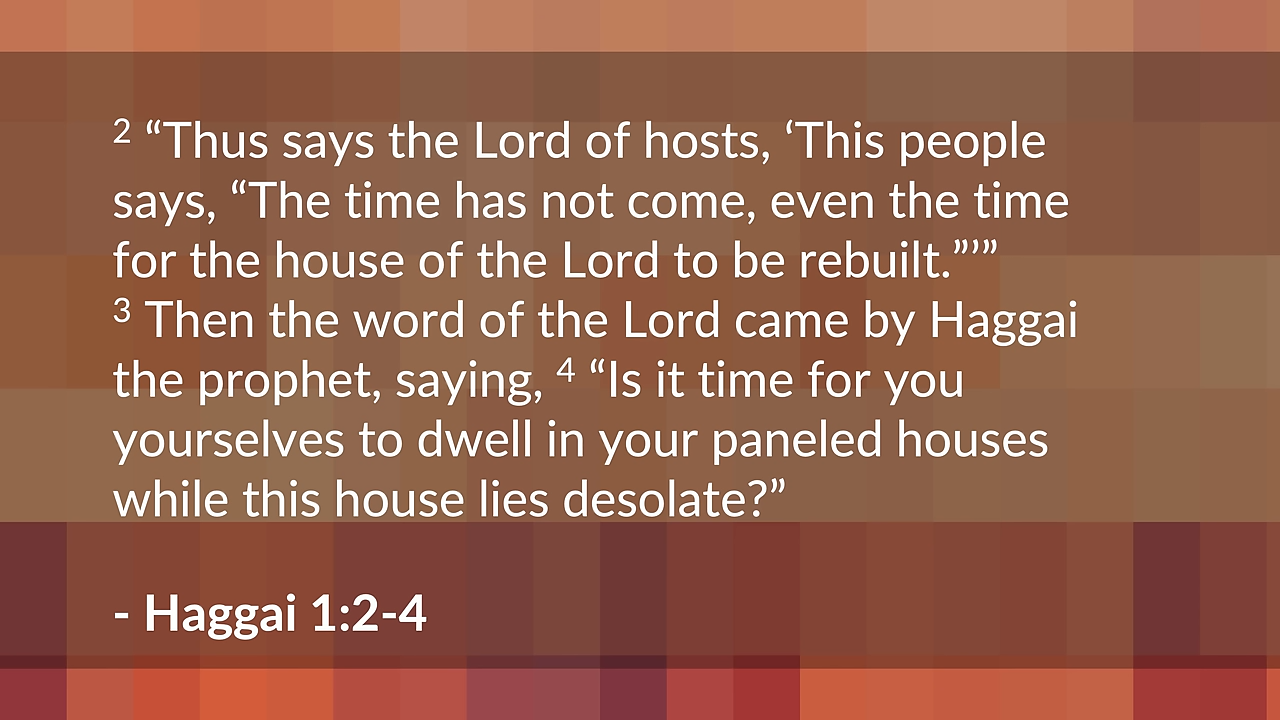 2 “Thus says the Lord of hosts, ‘This people
says, “The time has not come, even the time
for the house of the Lord to be rebuilt.”’”
3 Then the word of the Lord came by Haggai
the prophet, saying, 4 “Is it time for you
yourselves to dwell in your paneled houses
while this house lies desolate?”
- Haggai 1:2-4